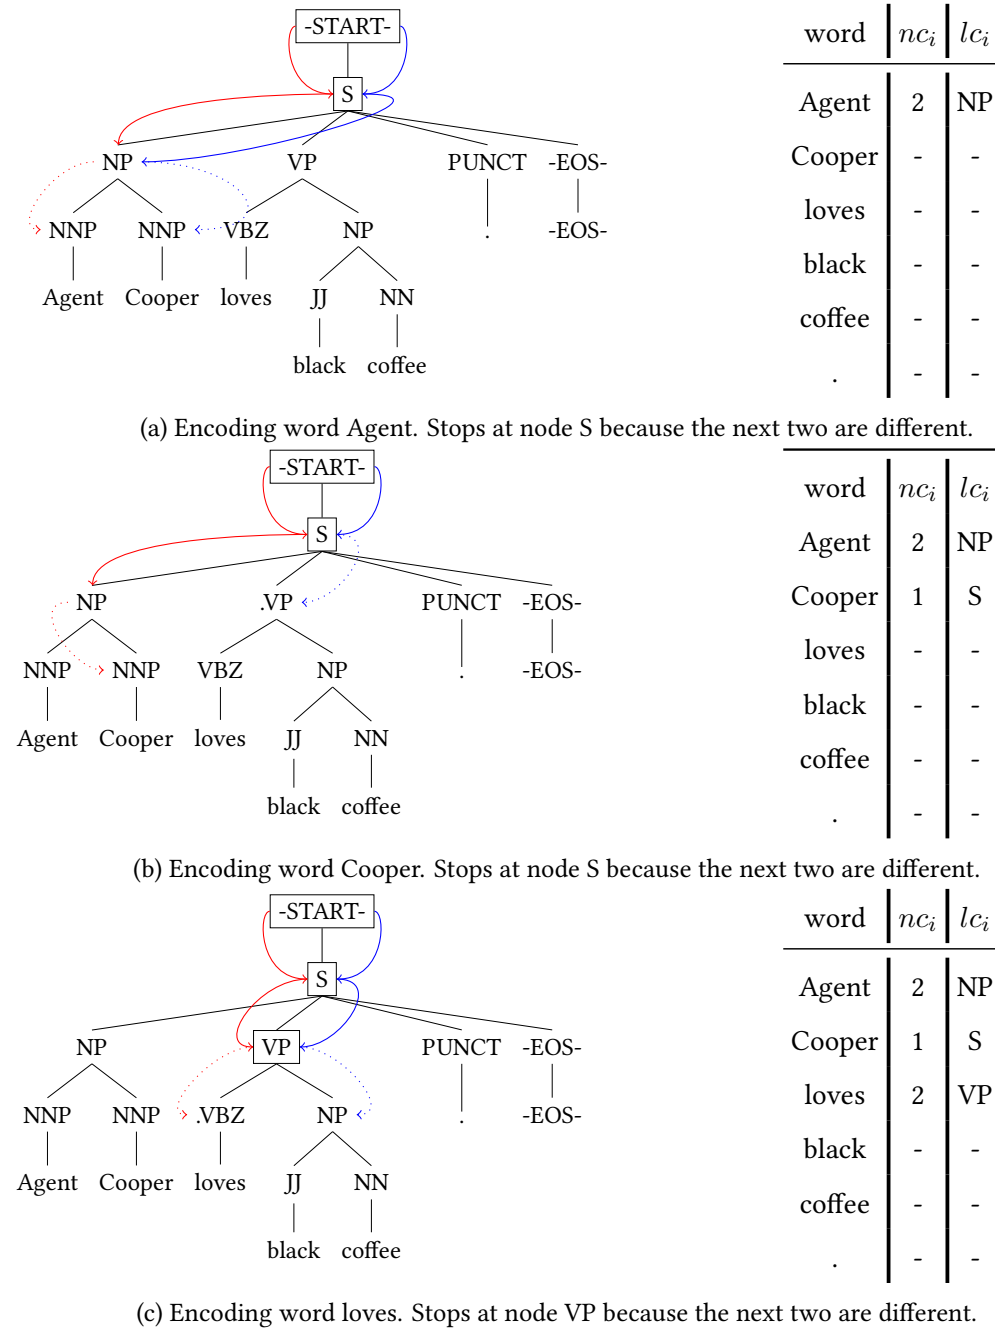 -START-
S
NP VP PUNCT -EOS-
NNP NNP VBZ NP . -EOS-
Agent Cooper loves JJ NN
black coffee
word nc_i lc_i
Agent 2 NP
Cooper - -
loves - -
black - -
coffee - -
. - -
(a) Encoding word Agent. Stops at node S because the next two are different.
-START-
S
NP .VP PUNCT -EOS-
NNP NNP VBZ NP . -EOS-
Agent Cooper loves JJ NN
black coffee
word nc_i lc_i
Agent 2 NP
Cooper 1 S
loves - -
black - -
coffee - -
. - -
(b) Encoding word Cooper. Stops at node S because the next two are different.
-START-
S
NP VP PUNCT -EOS-
NNP NNP .VBZ NP . -EOS-
Agent Cooper loves JJ NN
black coffee
word nc_i lc_i
Agent 2 NP
Cooper 1 S
loves 2 VP
black - -
coffee - -
. - -
(c) Encoding word loves. Stops at node VP because the next two are different.